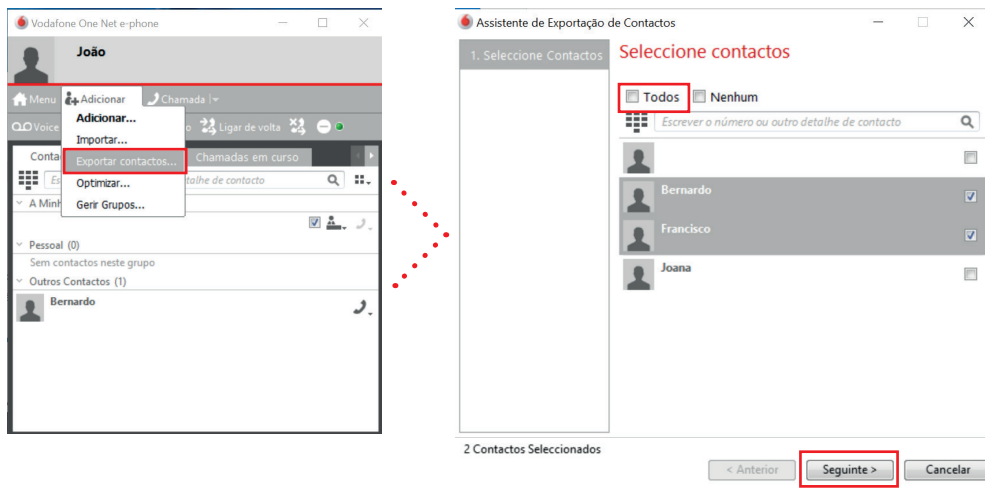 Vodafone One Net e-phone
João
Menu Adicionar Chamada
Adicionar...
Voice Ligar de volta
Importar...
Exportar contactos...
Chamadas em curso
Optimizar...
talhe de contacto
Gerir Grupos...
A Minh
Pessoal (0)
Sem contactos neste grupo
Outros Contactos (1)
Bernardo
Assistente de Exportação de Contactos
1. Seleccione Contactos
Seleccione contactos
Todos Nenhum
Escrever o número ou outro detalhe de contacto
Bernardo
Francisco
Joana
2 Contactos Seleccionados
< Anterior Seguinte > Cancelar